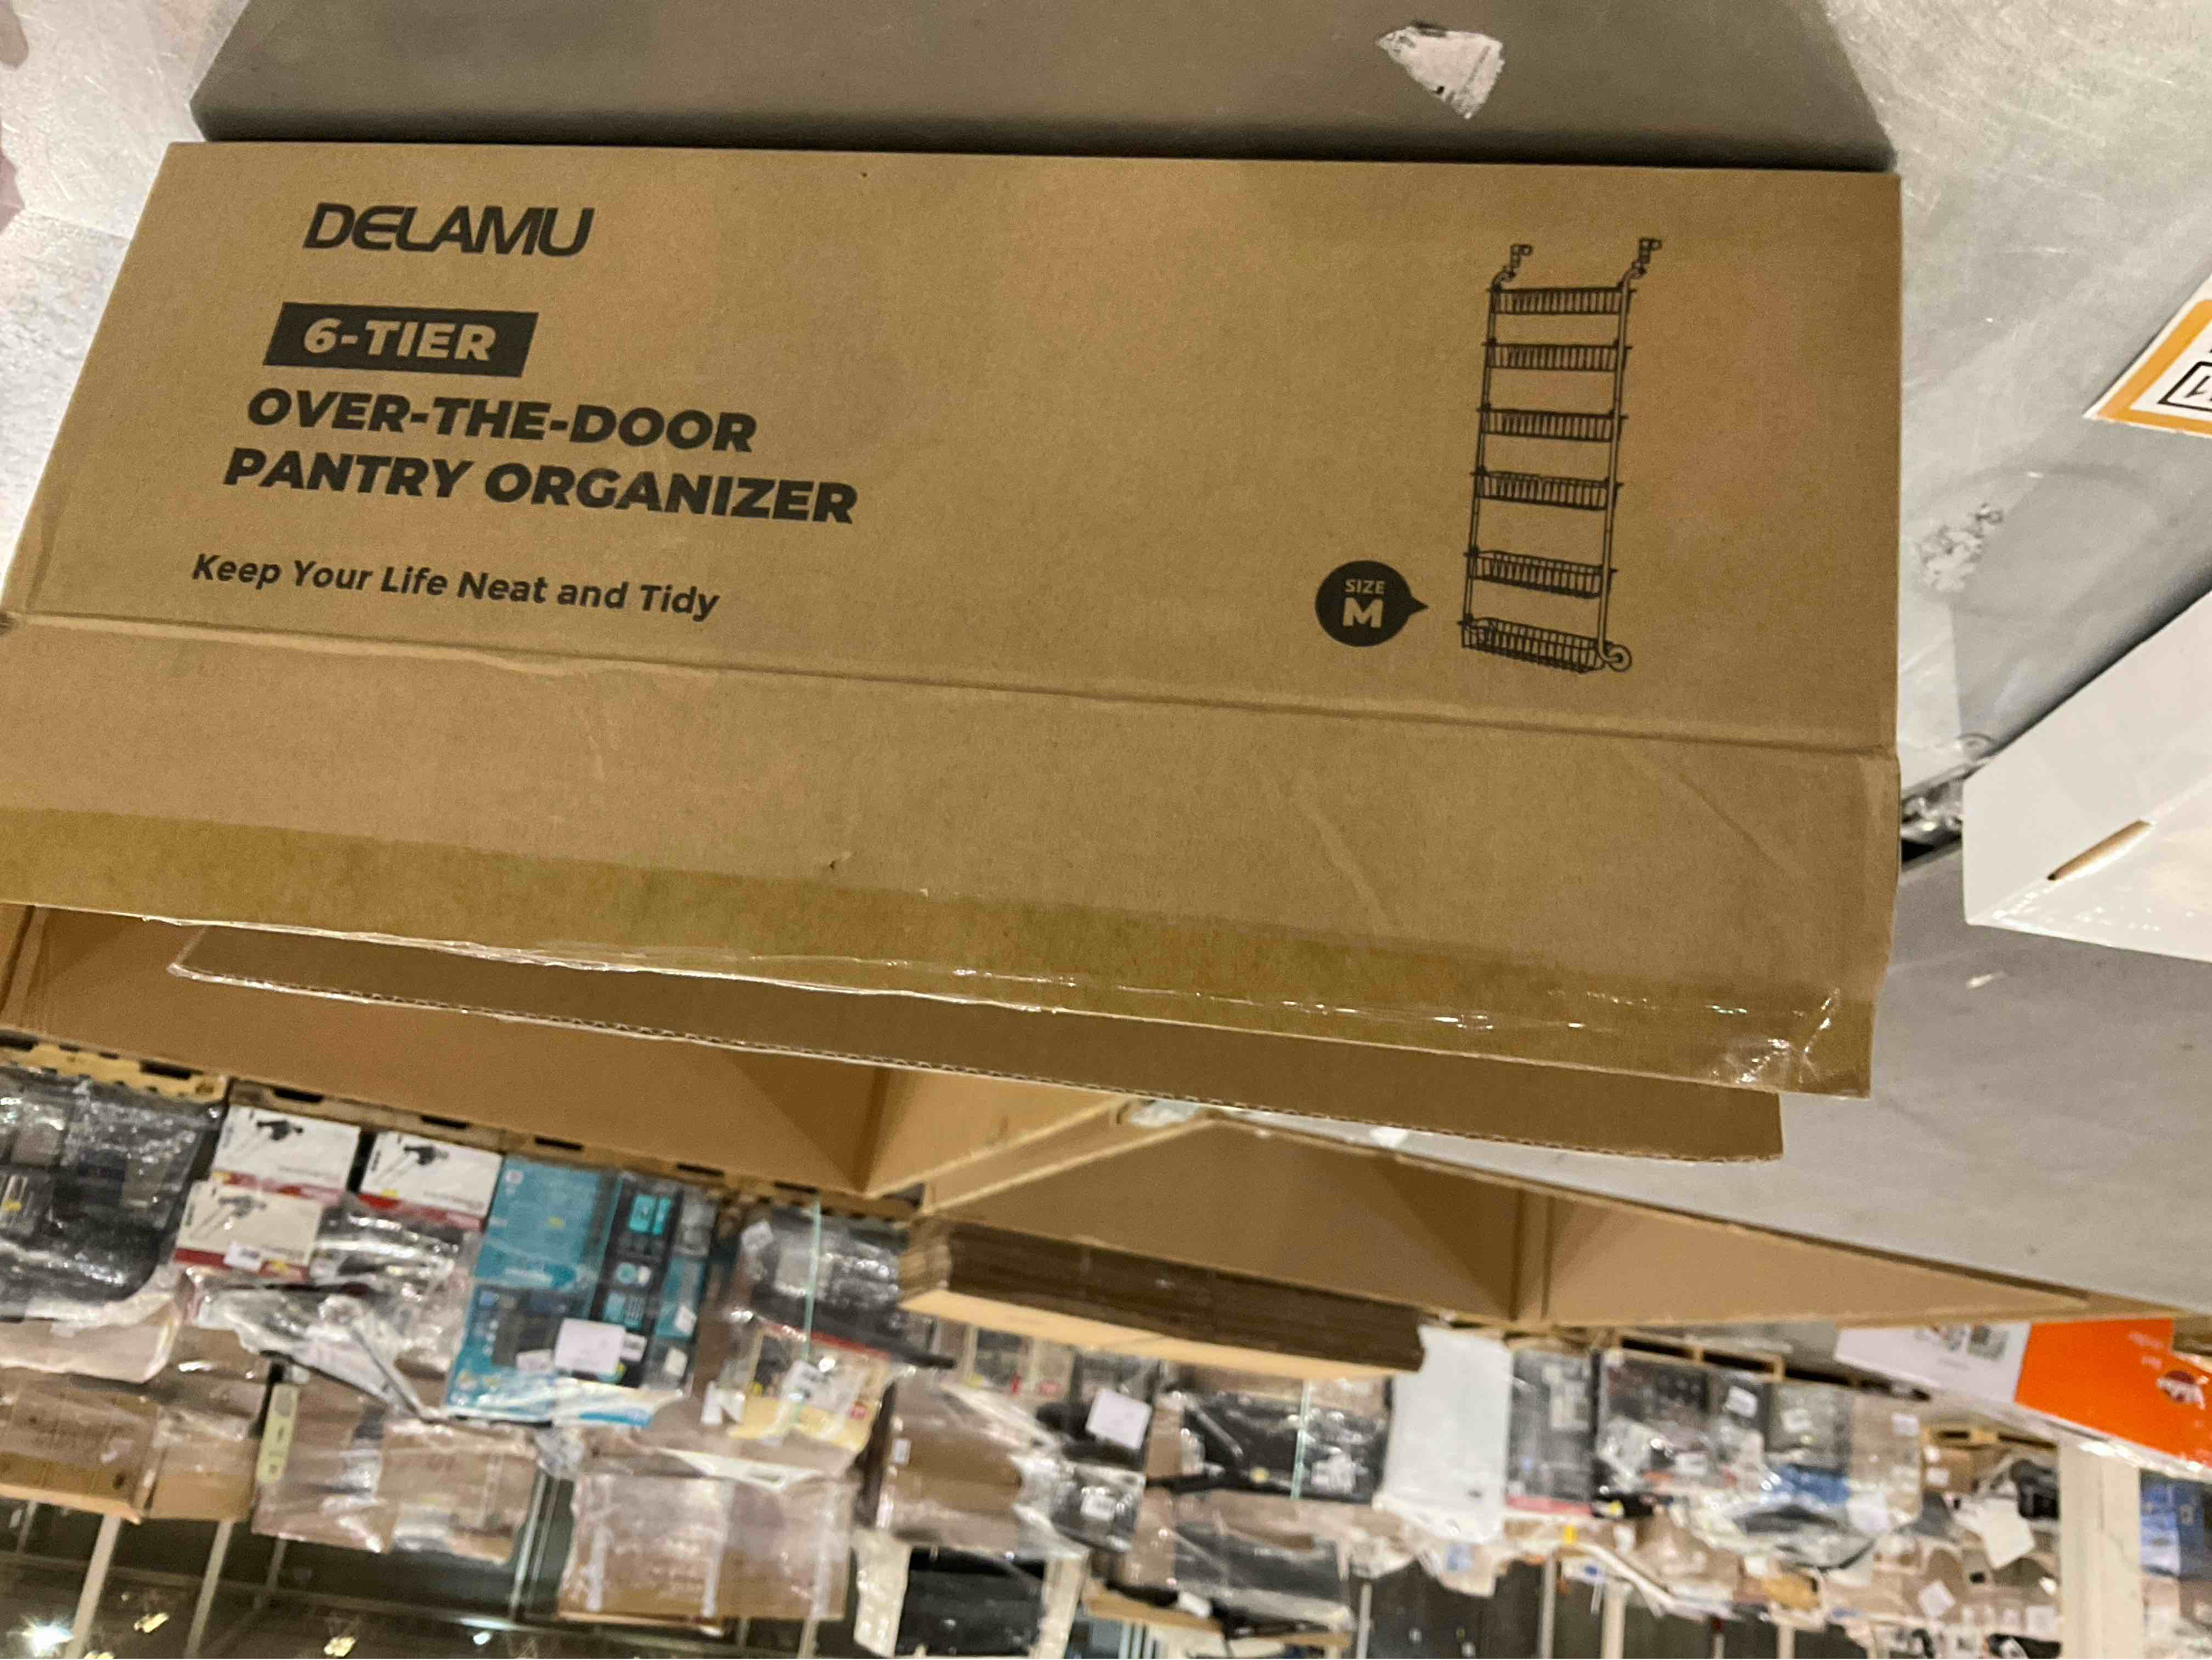 DELAMU
6-TIER
OVER-THE-DOOR
PANTRY ORGANIZER
Keep Your Life Neat and Tidy
SIZE
M